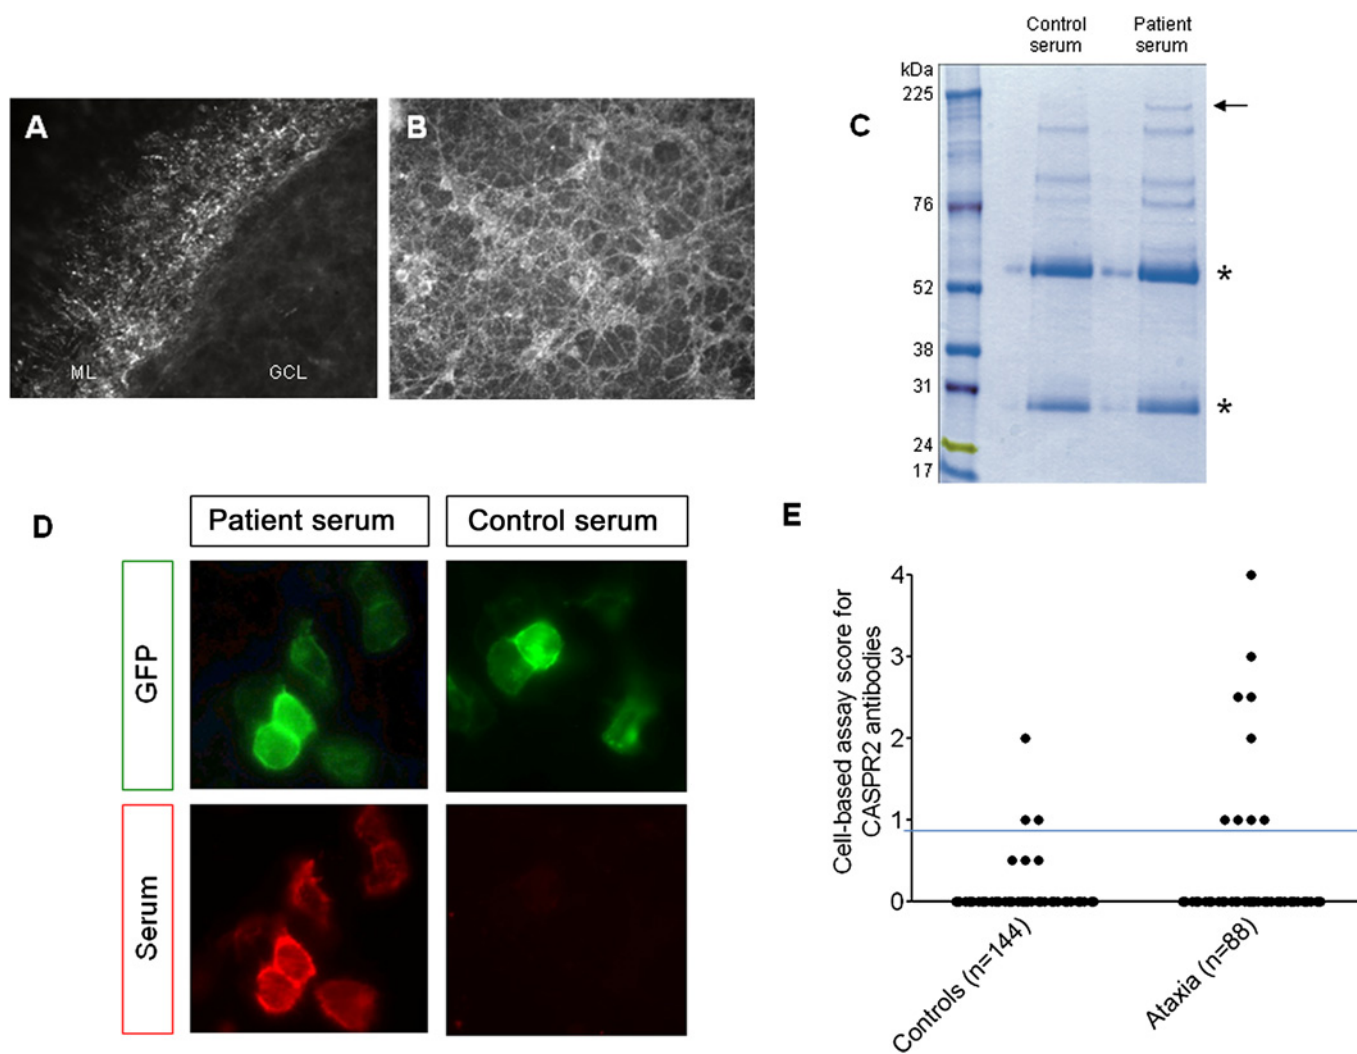 A
ML
GCL
B
C
Control
serum
Patient
serum
kDa
225
76
52
38
31
24
17
*
*
D
Patient serum
Control serum
GFP
Serum
E
Cell-based assay score for
CASPR2 antibodies
4
3
2
1
0
Controls (n=144)
Ataxia (n=88)